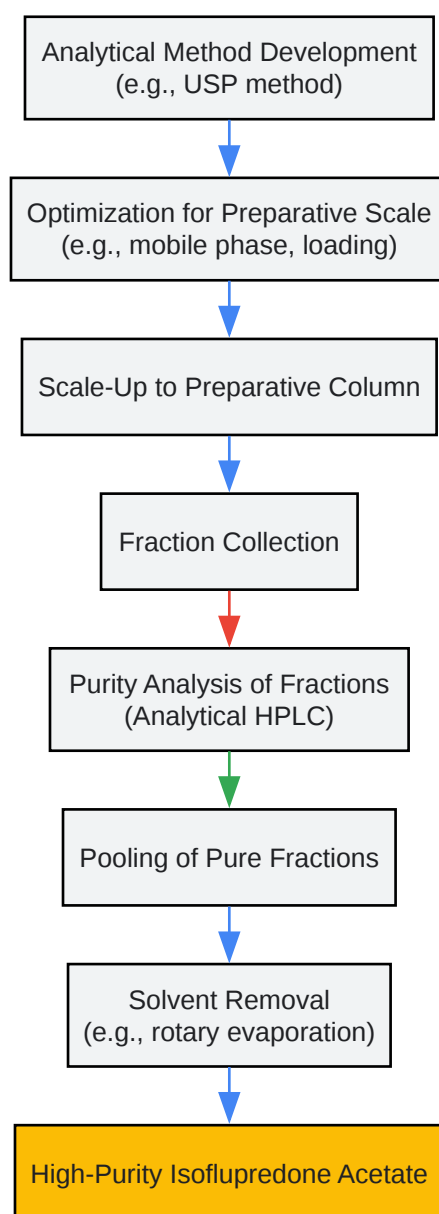 Analytical Method Development
(e.g., USP method)
Optimization for Preparative Scale
(e.g., mobile phase, loading)
Scale-Up to Preparative Column
Fraction Collection
Purity Analysis of Fractions
(Analytical HPLC)
Pooling of Pure Fractions
Solvent Removal
(e.g., rotary evaporation)
High-Purity Isoflupredone Acetate